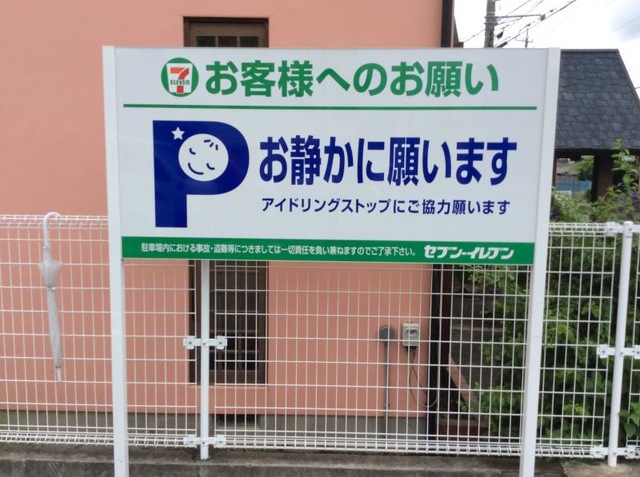 7
ELEVEN
お客様へのお願い
P
お静かに願います
アイドリングストップにご協力願います
駐車場内における事故・盗難等につきましては一切責任を負い兼ねますのでご了承下さい。
セブン-イレブン